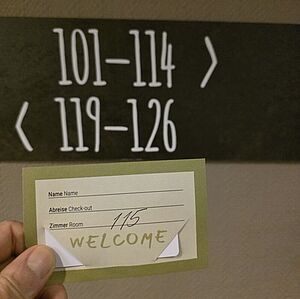 101–114 >
< 119–126
Name Name
Abreise Check-out
Zimmer Room 115
WELCOME